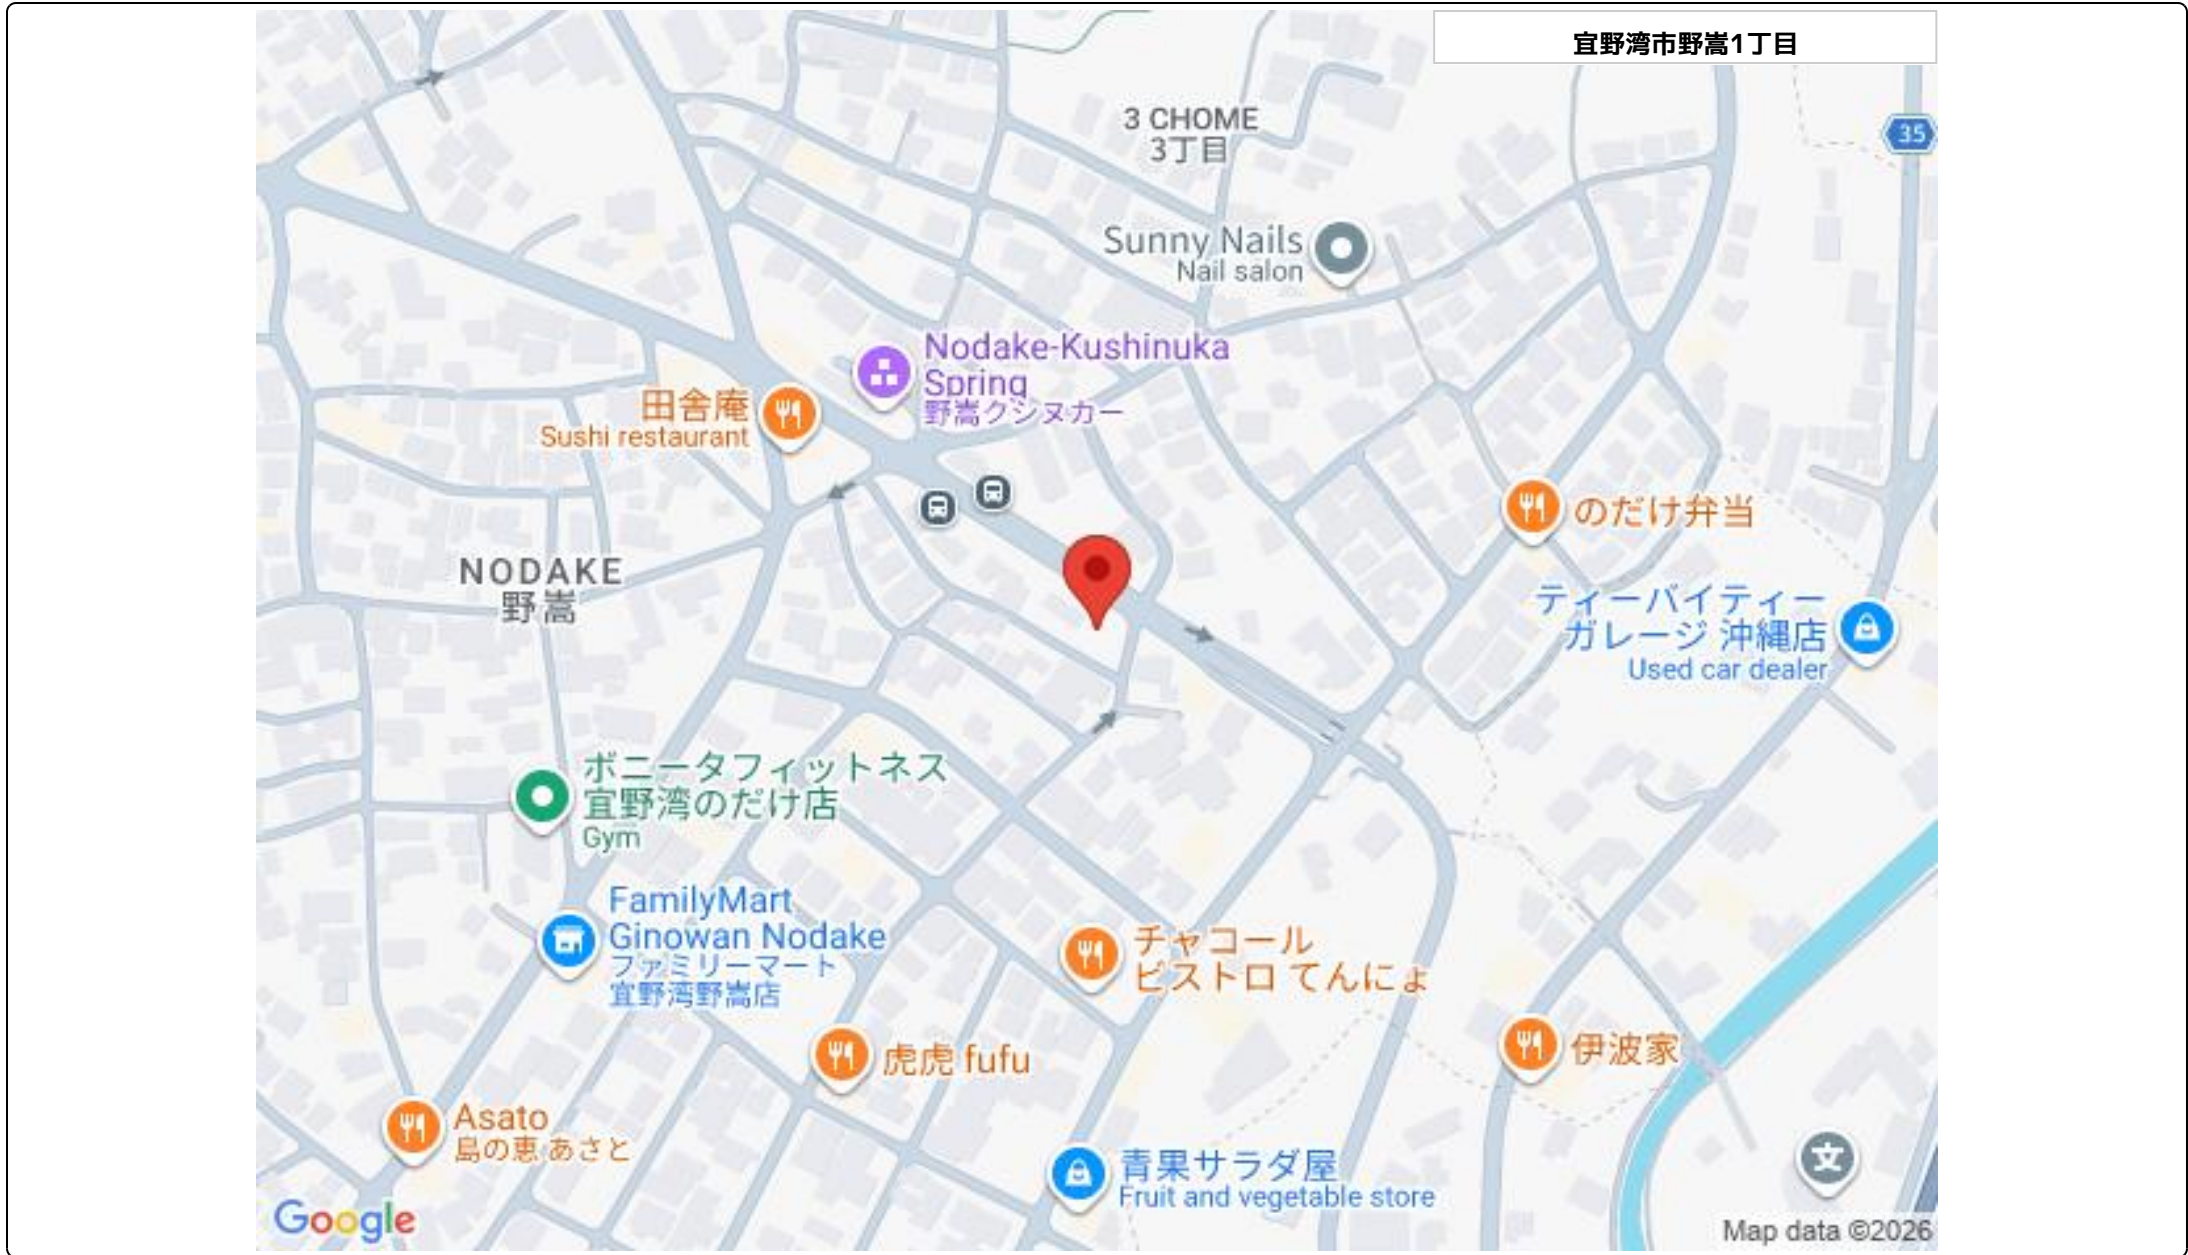 宜野湾市野嵩1丁目
3 CHOME
3丁目
35
Sunny Nails
Nail salon
Nodake-Kushinuka
Spring
野嵩クシヌカー
田舎庵
Sushi restaurant
のだけ弁当
NODAKE
野嵩
ティーバイティー
ガレージ 沖縄店
Used car dealer
ボニータフィットネス
宜野湾のだけ店
Gym
FamilyMart
Ginowan Nodake
ファミリーマート
宜野湾野嵩店
チャコール
ビストロ てんにょ
虎虎 fufu
伊波家
Asato
島の恵 あさと
青果サラダ屋
Fruit and vegetable store
文
Google
Map data ©2026